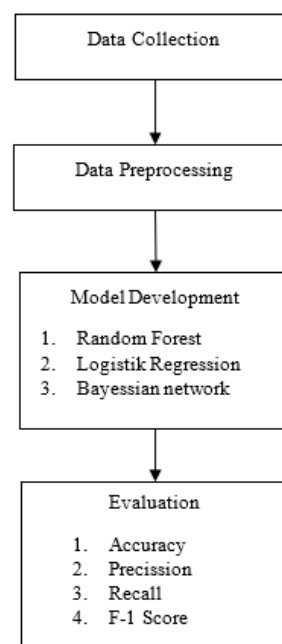 Data Collection
Data Preprocessing
Model Development
1. Random Forest
2. Logistik Regression
3. Bayessian network
Evaluation
1. Accuracy
2. Precission
3. Recall
4. F-1 Score